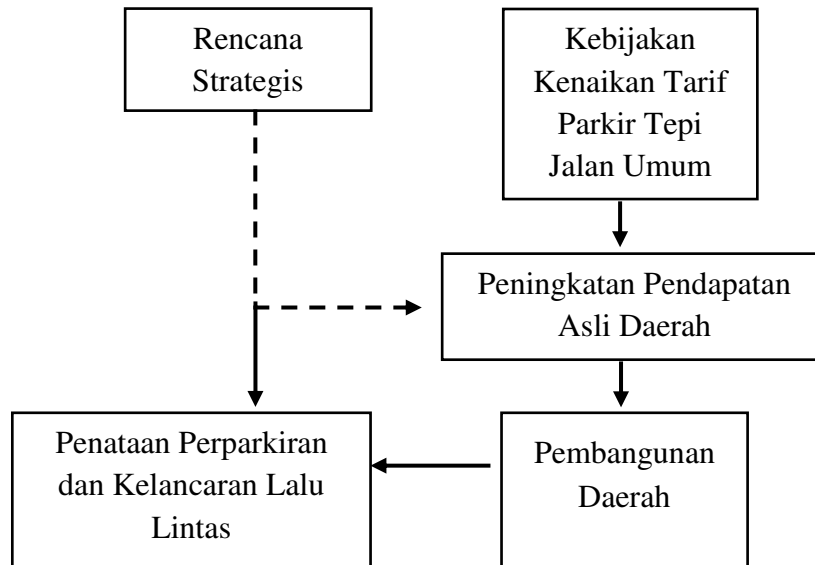 Rencana
Strategis
Kebijakan
Kenaikan Tarif
Parkir Tepi
Jalan Umum
Peningkatan Pendapatan
Asli Daerah
Penataan Perparkiran
dan Kelancaran Lalu
Lintas
Pembangunan
Daerah